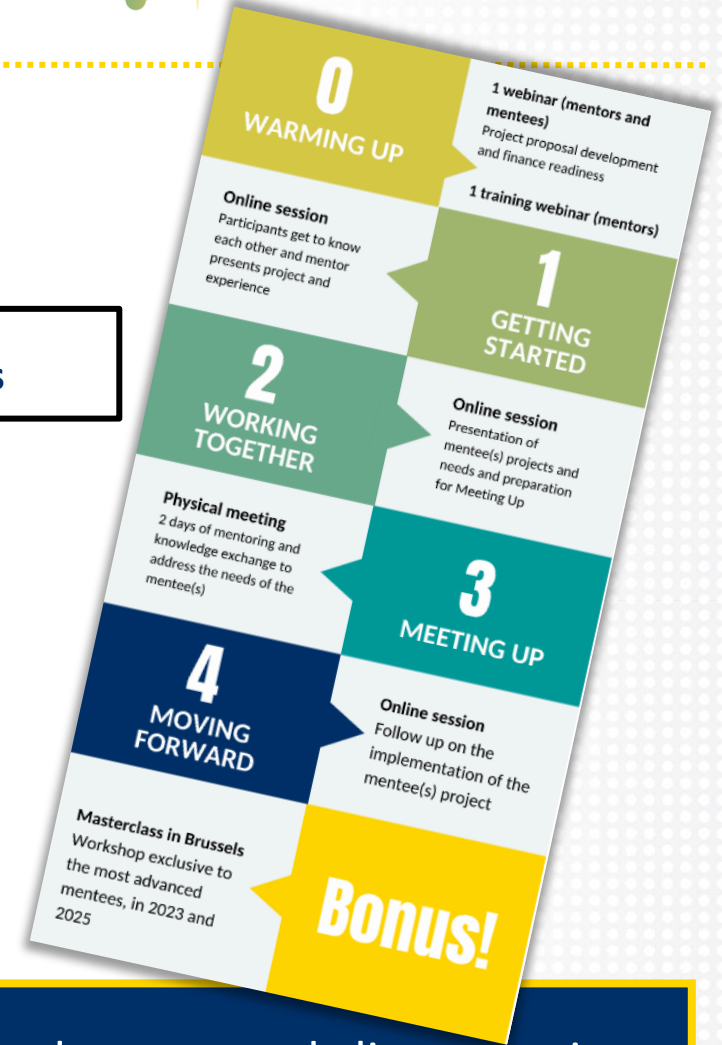 0
WARMING UP
1 webinar (mentors and
mentees)
Project proposal development
and finance readiness
1 training webinar (mentors)
Online session
Participants get to know
each other and mentor
presents project and
experience
1
GETTING
STARTED
2
WORKING
TOGETHER
Online session
Presentation of
mentee(s) projects and
needs and preparation
for Meeting Up
Physical meeting
2 days of mentoring and
knowledge exchange to
address the needs of the
mentee(s)
3
MEETING UP
4
MOVING
FORWARD
Online session
Follow up on the
implementation of the
mentee(s) project
Masterclass in Brussels
Workshop exclusive to
the most advanced
mentees, in 2023 and
2025
Bonus!